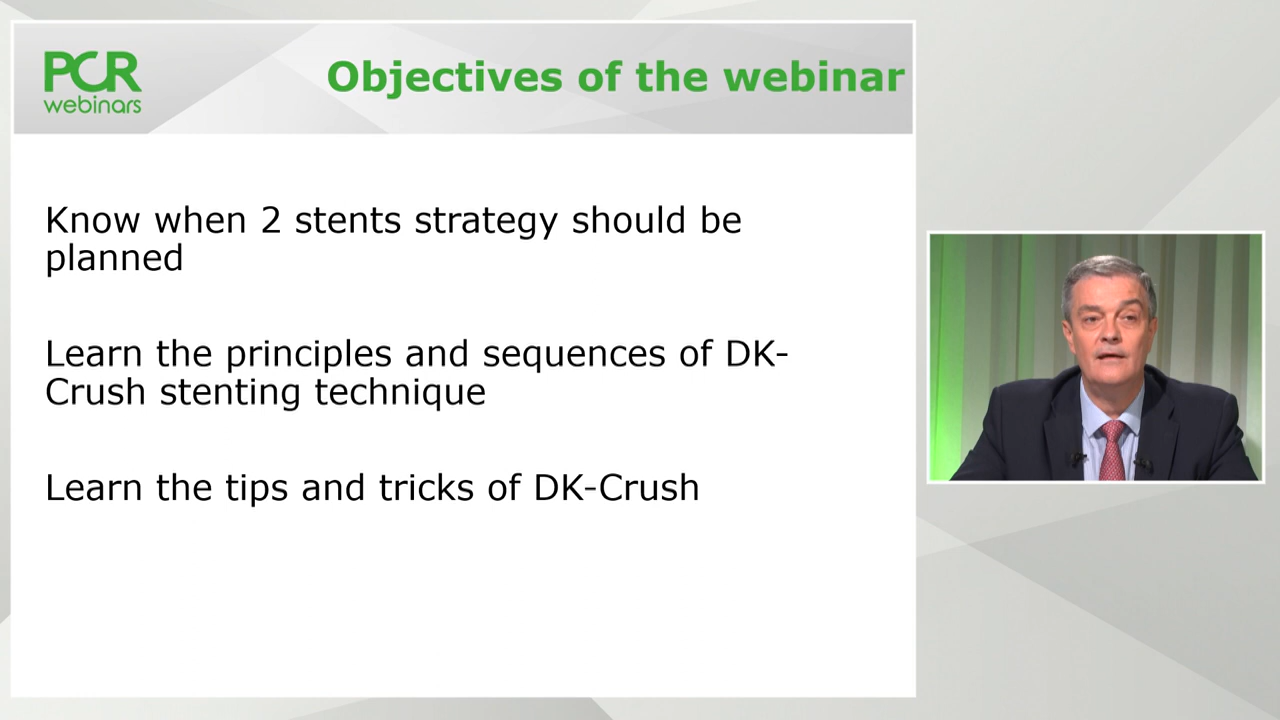 PCR
webinars
Objectives of the webinar
Know when 2 stents strategy should be
planned
Learn the principles and sequences of DK-
Crush stenting technique
Learn the tips and tricks of DK-Crush